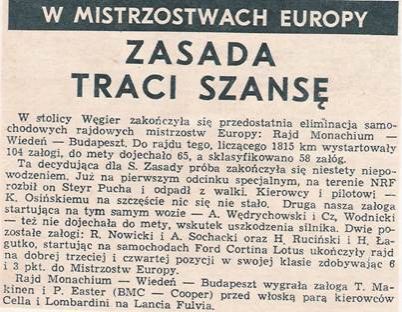 W MISTRZOSTWACH EUROPY
ZASADA
TRACI SZANSĘ
W stolicy Węgier zakończyła się przedostatnia eliminacja samo-
chodowych rajdowych mistrzostw Europy: Rajd Monachium —
Wiedeń — Budapeszt. Do rajdu tego, liczącego 1815 km wystartowały
104 załogi, do mety dojechało 65, a sklasyfikowano 58 załóg.
Ta decydująca dla S. Zasady próba zakończyła się niestety niepo-
wodzeniem. Już na pierwszym odcinku specjalnym, na terenie NRF
rozbił on Steyr Pucha i odpadł z walki. Kierowcy i pilotowi —
K. Osińskiemu na szczęście nic się nie stało. Druga nasza załoga
startująca na tym samym wozie — A. Wędrychowski i Cz, Wodnicki
— też nie dojechała do mety, wskutek uszkodzenia silnika. Dwie po-
zostałe załogi: R. Nowicki i A. Sochacki oraz H, Ruciński i H, Ła-
gutko, startując na samochodach Ford Cortina Lotus ukończyły rajd
na dobrej trzeciej i czwartej pozycji w swojej klasie zdobywając 6
i 3 pkt. do Mistrzostw Europy.
Rajd Monachium — Wiedeń — Budapeszt wygrała załoga T. Ma-
kinen i P. Easter (BMC — Cooper) przed włoską parą kierowców
Cella i Lombardini na Lancia Fulvia.